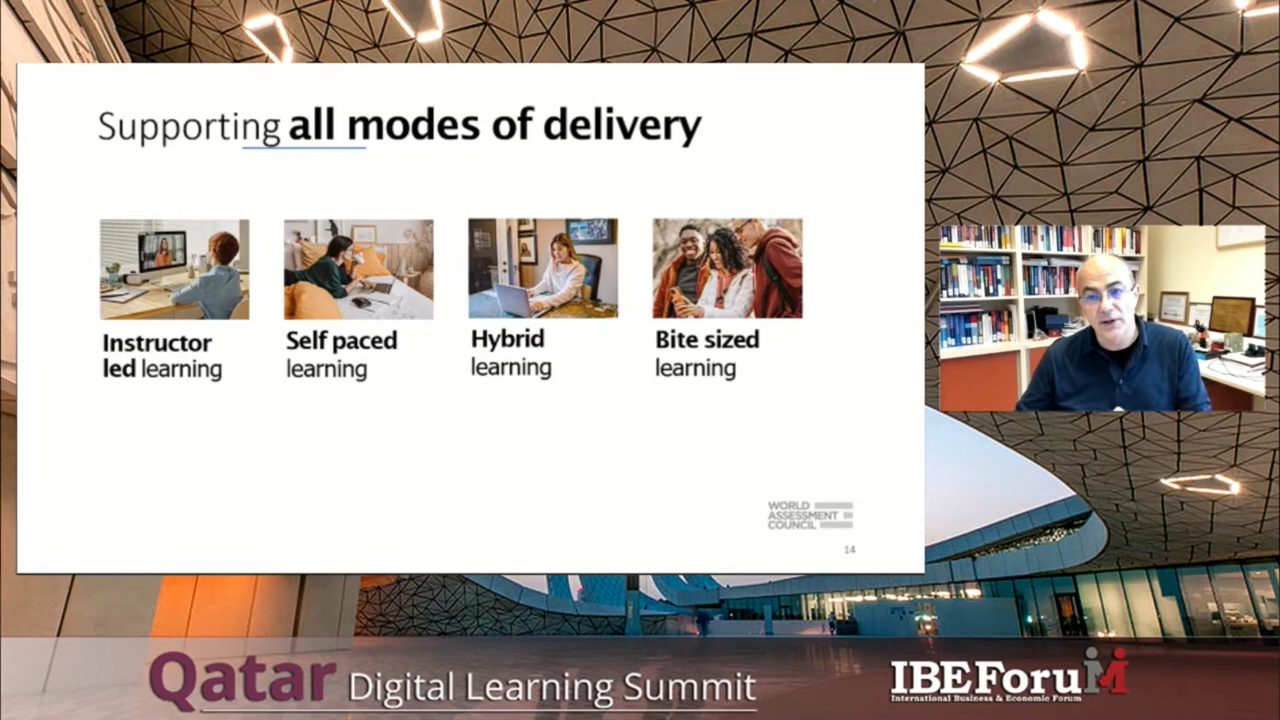 Supporting all modes of delivery
Instructor
led learning
Self paced
learning
Hybrid
learning
Bite sized
learning
WORLD
ASSESSMENT
COUNCIL
14
Qatar Digital Learning Summit
IBEForuM
International Business & Economic Forum